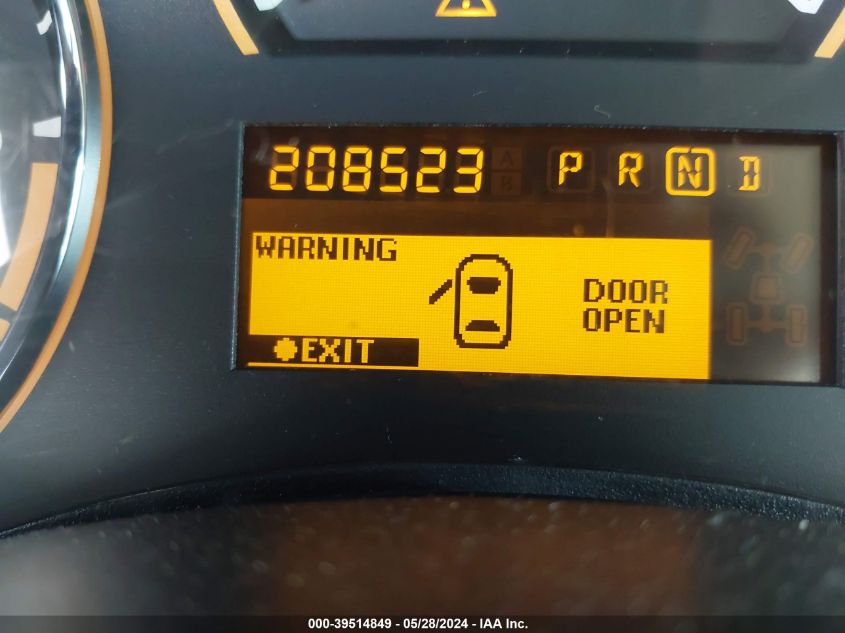 208523 P R N D
WARNING
DOOR
OPEN
EXIT
000-39514849 - 05/28/2024 - IAA Inc.